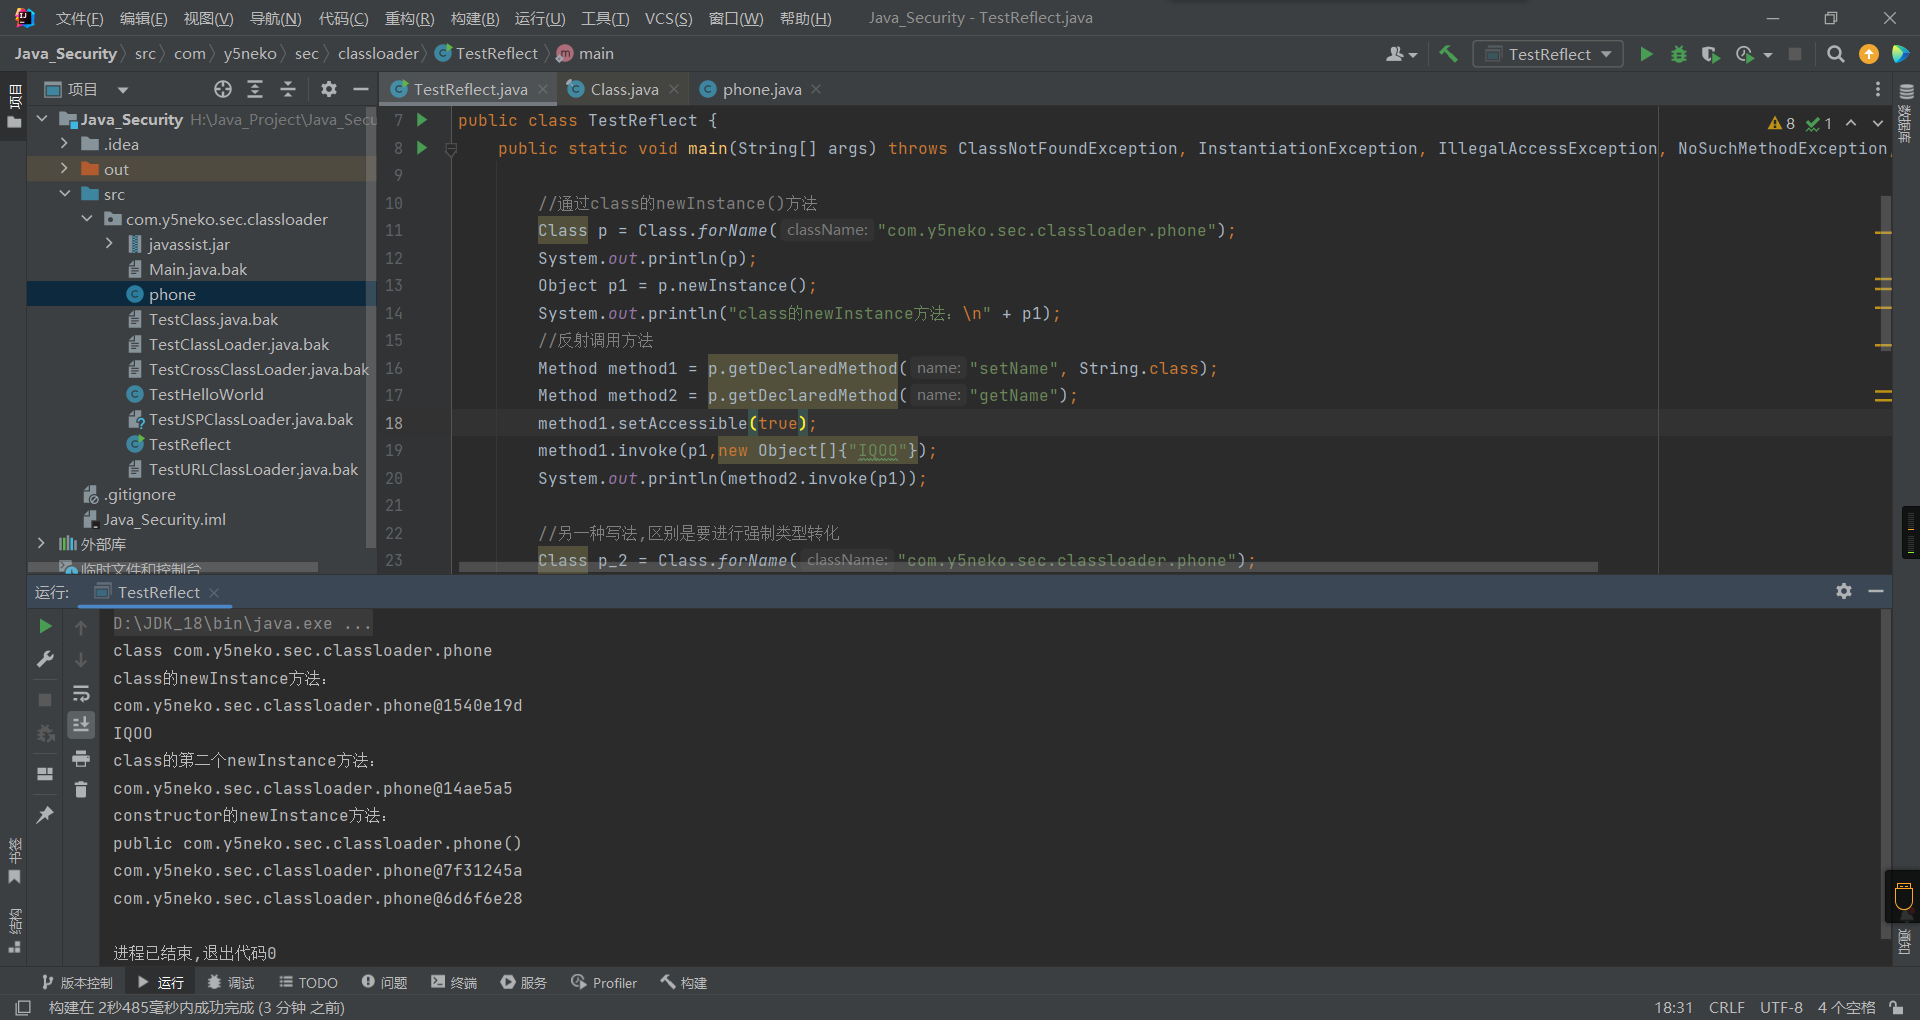 文件(F) 编辑(E) 视图(V) 导航(N) 代码(C) 重构(R) 构建(B) 运行(U) 工具(T) VCS(S) 窗口(W) 帮助(H) Java_Security - TestReflect.java
Java_Security src com y5neko sec classloader TestReflect main
TestReflect
项目
项目
TestReflect.java Class.java phone.java
数据库
Java_Security H:\Java_Project\Java_Secu
.idea
out
src
com.y5neko.sec.classloader
javassist.jar
Main.java.bak
phone
TestClass.java.bak
TestClassLoader.java.bak
TestCrossClassLoader.java.bak
TestHelloWorld
TestJSPClassLoader.java.bak
TestReflect
TestURLClassLoader.java.bak
.gitignore
Java_Security.iml
外部库
临时文件和控制台
8 1
7 public class TestReflect {
8 public static void main(String[] args) throws ClassNotFoundException, InstantiationException, IllegalAccessException, NoSuchMethodException,
9
10 //通过class的newInstance()方法
11 Class p = Class.forName( className: "com.y5neko.sec.classloader.phone");
12 System.out.println(p);
13 Object p1 = p.newInstance();
14 System.out.println("class的newInstance方法：\n" + p1);
15 //反射调用方法
16 Method method1 = p.getDeclaredMethod( name: "setName", String.class);
17 Method method2 = p.getDeclaredMethod( name: "getName");
18 method1.setAccessible(true);
19 method1.invoke(p1,new Object[]{"IQOO"});
20 System.out.println(method2.invoke(p1));
21
22 //另一种写法,区别是要进行强制类型转化
23 Class p_2 = Class.forName( className: "com.y5neko.sec.classloader.phone");
运行: TestReflect
D:\JDK_18\bin\java.exe ...
class com.y5neko.sec.classloader.phone
class的newInstance方法：
com.y5neko.sec.classloader.phone@1540e19d
IQOO
class的第二个newInstance方法：
com.y5neko.sec.classloader.phone@14ae5a5
constructor的newInstance方法：
public com.y5neko.sec.classloader.phone()
com.y5neko.sec.classloader.phone@7f31245a
com.y5neko.sec.classloader.phone@6d6f6e28
进程已结束,退出代码0
书签
结构
通知
版本控制 运行 调试 TODO 问题 终端 服务 Profiler 构建
构建在 2秒485毫秒内成功完成 (3 分钟 之前) 18:31 CRLF UTF-8 4 个空格